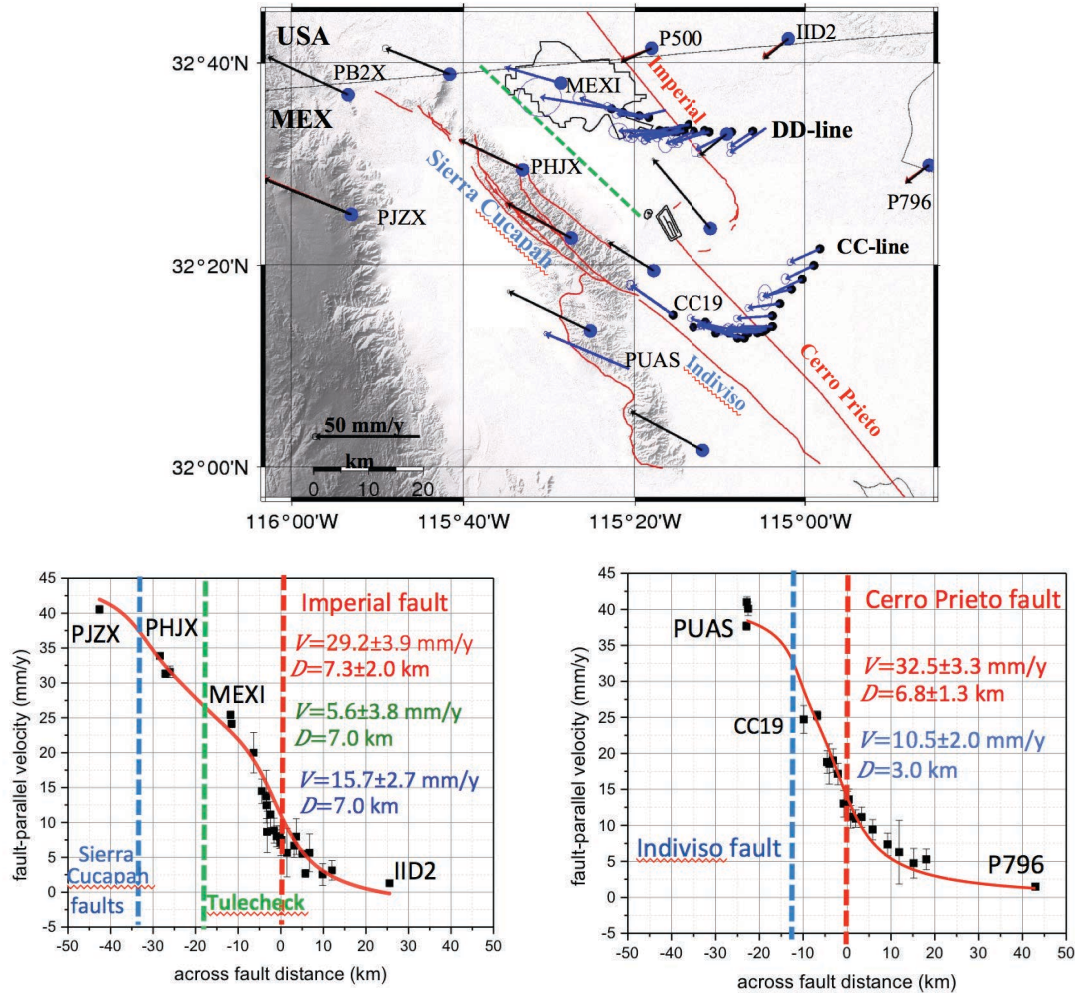 USA
MEX
P500
IID2
PB2X
MEXI
Imperial
DD-line
PHJX
P796
Sierra Cucapah
PJZX
CC-line
CC19
PUAS
Indiviso
Cerro Prieto
50 mm/y
km
0 10 20
32°40'N
32°20'N
32°00'N
116°00'W 115°40'W 115°20'W 115°00'W
fault-parallel velocity (mm/y)
45
40
35
30
25
20
15
10
5
0
-5
PJZX
PHJX
MEXI
IID2
Imperial fault
V=29.2±3.9 mm/y
D=7.3±2.0 km
V=5.6±3.8 mm/y
D=7.0 km
V=15.7±2.7 mm/y
D=7.0 km
Sierra
Cucapah
faults
Tulecheck
-50 -40 -30 -20 -10 0 10 20 30 40 50
across fault distance (km)
fault-parallel velocity (mm/y)
45
40
35
30
25
20
15
10
5
0
-5
PUAS
CC19
P796
Cerro Prieto fault
V=32.5±3.3 mm/y
D=6.8±1.3 km
V=10.5±2.0 mm/y
D=3.0 km
Indiviso fault
-50 -40 -30 -20 -10 0 10 20 30 40 50
across fault distance (km)